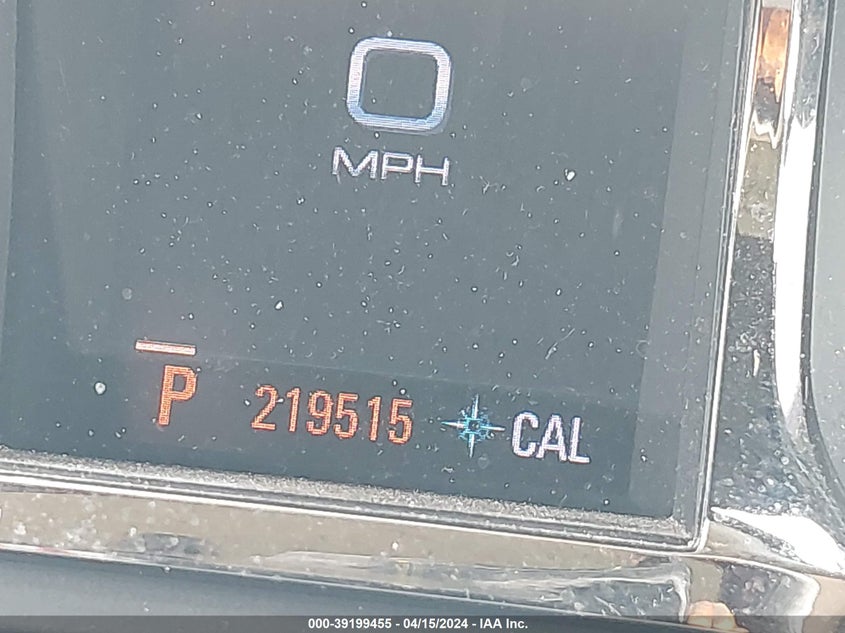 0
MPH
P 219515 CAL
000-39199455 - 04/15/2024 - IAA Inc.